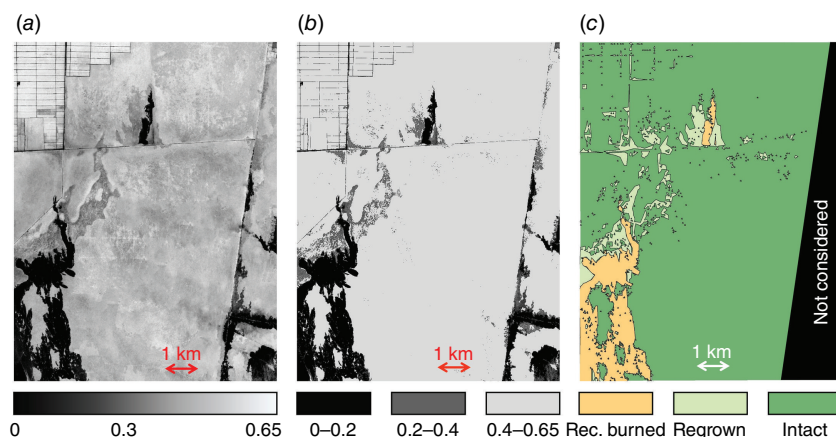 (a) (b) (c)
Not considered
1 km 1 km 1 km
0 0.3 0.65 0–0.2 0.2–0.4 0.4–0.65 Rec. burned Regrown Intact